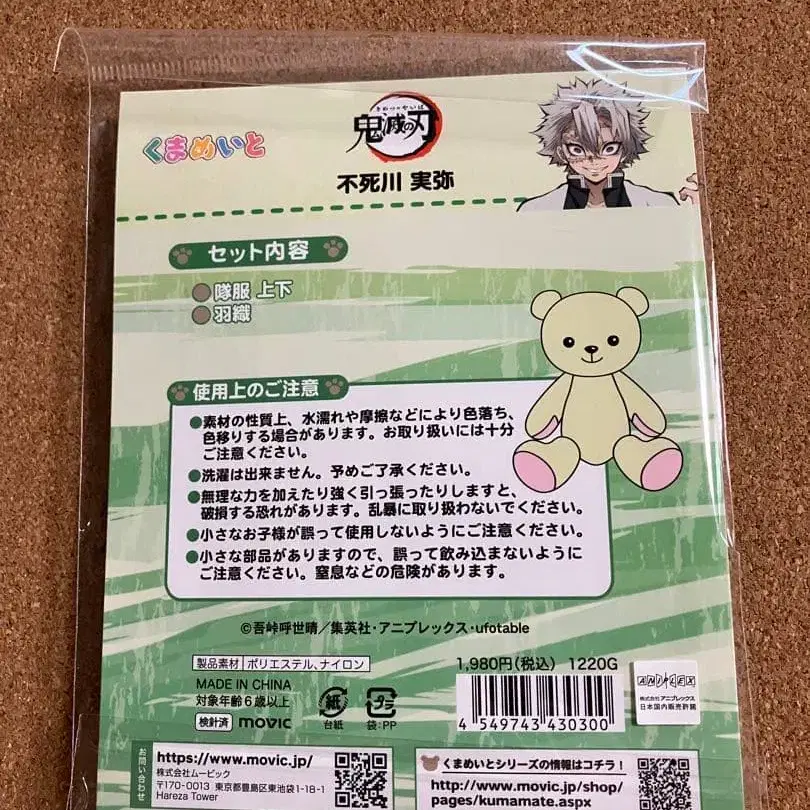 きめつのやいば
鬼滅の刃
くまめいと
不死川 実弥
セット内容
●隊服 上下
●羽織
使用上のご注意
●素材の性質上、水濡れや摩擦などにより色落ち、
色移りする場合があります。お取り扱いには十分
ご注意ください。
●洗濯は出来ません。予めご了承ください。
●無理な力を加えたり強く引っ張ったりしますと、
破損する恐れがあります。乱暴に取り扱わないでください。
●小さなお子様が誤って使用しないようにご注意ください。
●小さな部品がありますので、誤って飲み込まないように
ご注意ください。窒息などの危険があります。
©吾峠呼世晴／集英社・アニプレックス・ufotable
製品素材 ポリエステル、ナイロン
1,980円(税込) 1220G
MADE IN CHINA
対象年齢6歳以上
検針済 movic
紙
台紙
プラ
袋:PP
4 549743 430300
ANIPLEX
株式会社アニプレックス
日本国内販売許諾
お問い合わせ
https://www.movic.jp/
株式会社ムービック
〒170-0013 東京都豊島区東池袋1-18-1
Hareza Tower
くまめいとシリーズの情報はコチラ！
http://www.movic.jp/shop/
pages/kumamate.aspx